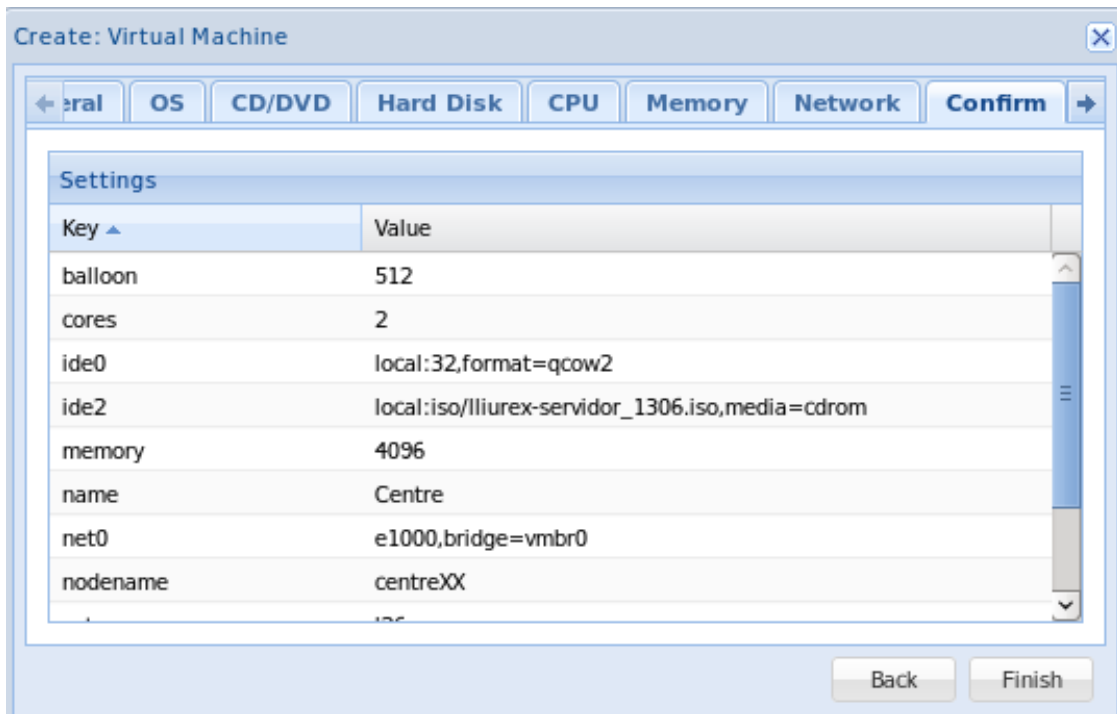 Create: Virtual Machine
eral OS CD/DVD Hard Disk CPU Memory Network Confirm
Settings
Key Value
balloon 512
cores 2
ide0 local:32,format=qcow2
ide2 local:iso/lliurex-servidor_1306.iso,media=cdrom
memory 4096
name Centre
net0 e1000,bridge=vmbr0
nodename centreXX
Back Finish